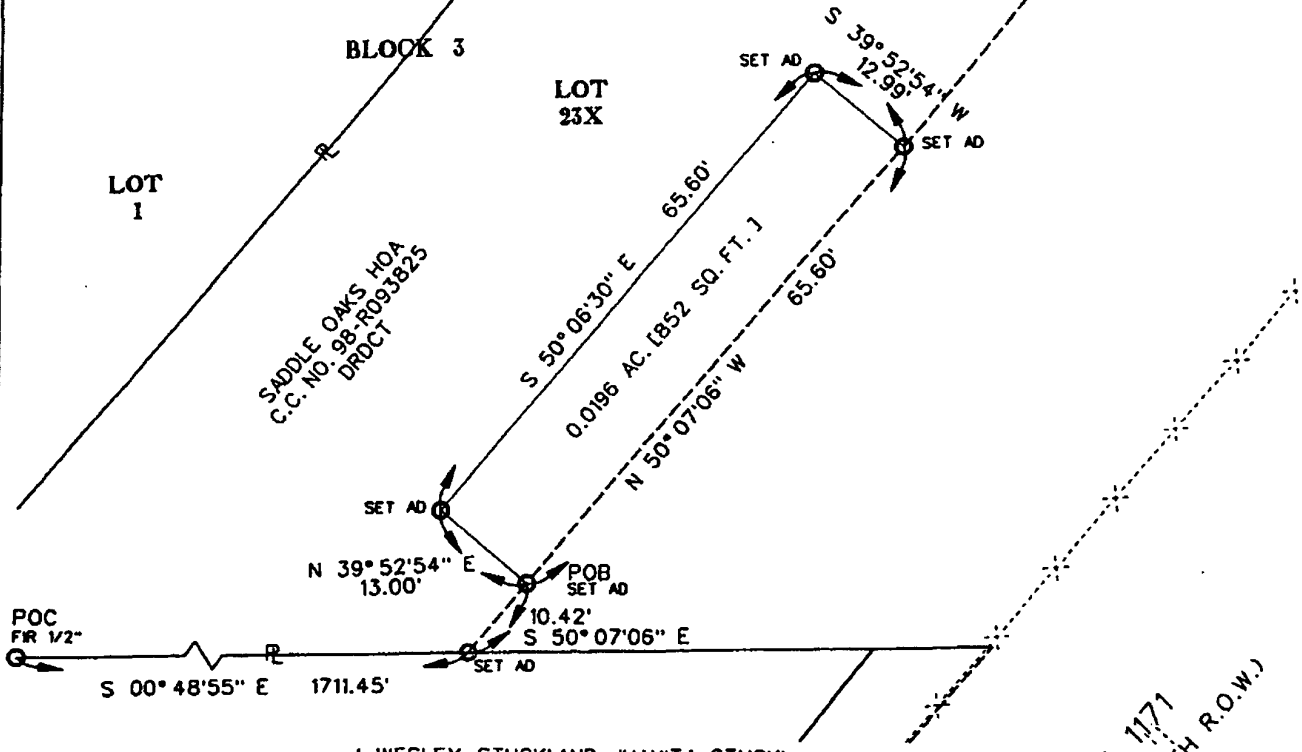 BLOCK 3
LOT
23X
LOT
1
SET AD
S 39° 52'54" W
12.99'
SET AD
65.60'
S 50° 06'30" E
0.0196 AC. [852 SQ. FT.]
65.60'
N 50° 07'06" W
SADDLE OAKS HOA
C.C. NO. 98-R093825
DRDCT
SET AD
N 39° 52'54" E
13.00'
POB
SET AD
10.42'
S 50° 07'06" E
SET AD
POC
FIR 1/2"
PL
PL
S 00° 48'55" E 1711.45'
1171
R.O.W.)